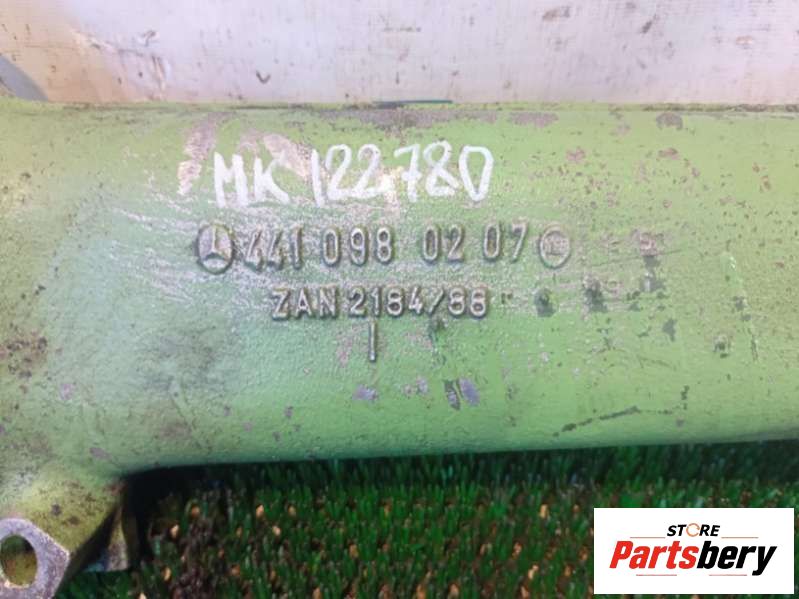 MK 122780
441 098 02 07
ZAN 2184/88
I
STORE
Partsbery